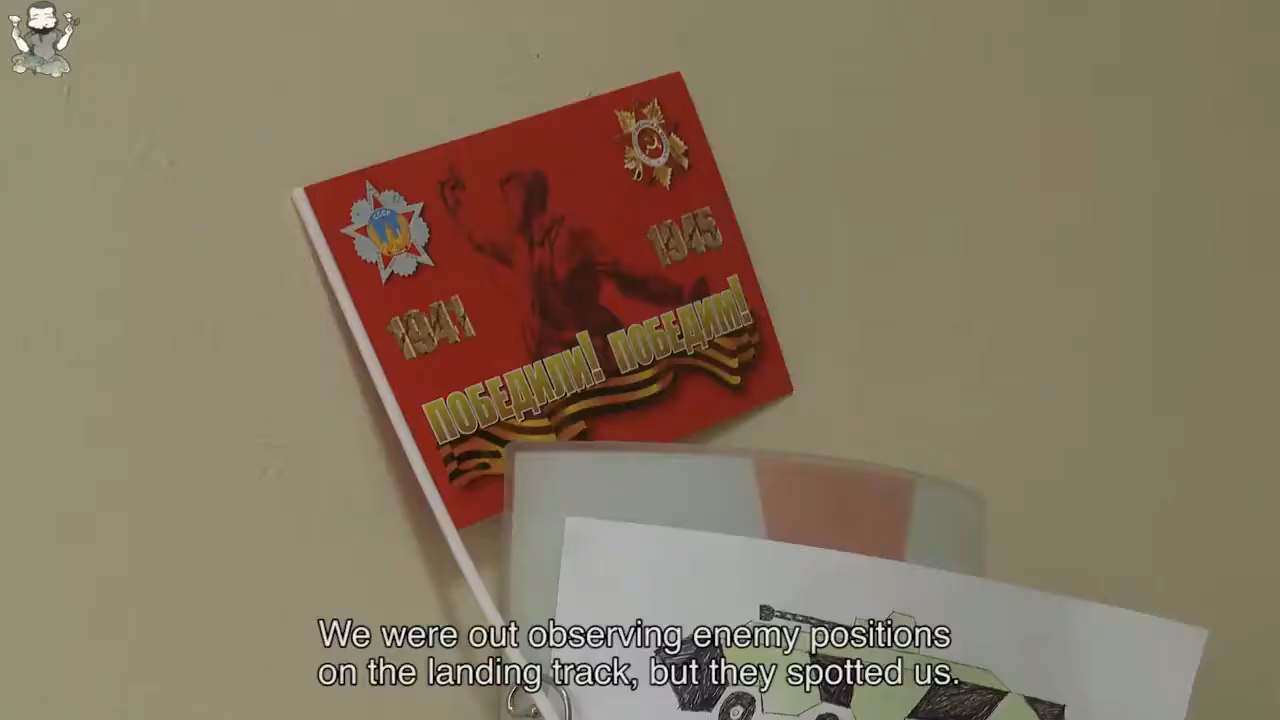 1945
1941
ПОБЕДИЛИ! ПОБЕДИМ!
We were out observing enemy positions
on the landing track, but they spotted us.